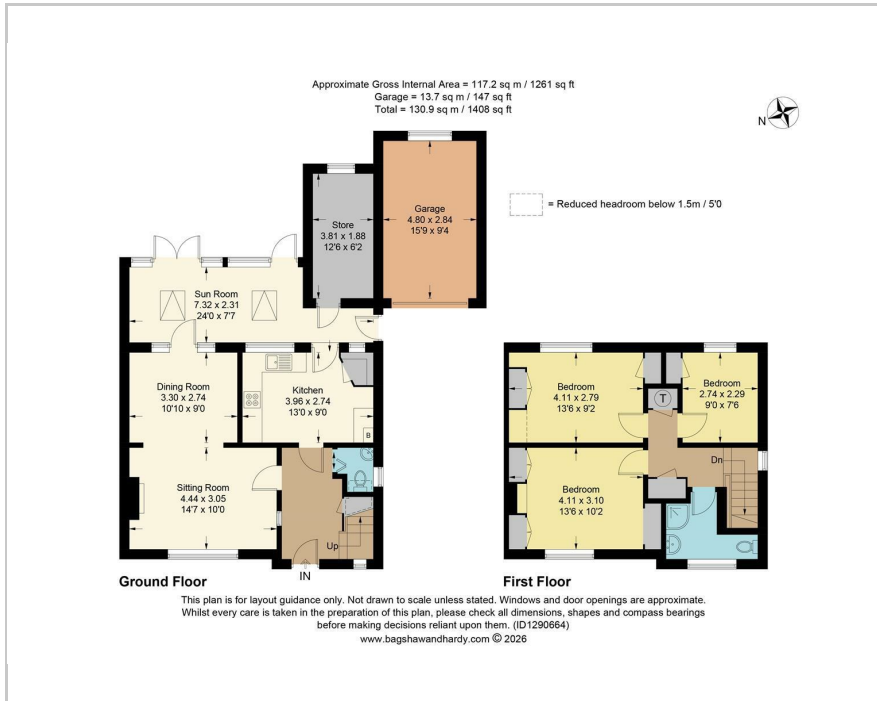 Approximate Gross Internal Area = 117.2 sq m / 1261 sq ft
Garage = 13.7 sq m / 147 sq ft
Total = 130.9 sq m / 1408 sq ft
N
= Reduced headroom below 1.5m / 5'0
Garage
4.80 x 2.84
15'9 x 9'4
Store
3.81 x 1.88
12'6 x 6'2
Sun Room
7.32 x 2.31
24'0 x 7'7
Dining Room
3.30 x 2.74
10'10 x 9'0
Kitchen
3.96 x 2.74
13'0 x 9'0
B
Sitting Room
4.44 x 3.05
14'7 x 10'0
Up
IN
Ground Floor
Bedroom
4.11 x 2.79
13'6 x 9'2
Bedroom
2.74 x 2.29
9'0 x 7'6
T
Dn
Bedroom
4.11 x 3.10
13'6 x 10'2
First Floor
This plan is for layout guidance only. Not drawn to scale unless stated. Windows and door openings are approximate.
Whilst every care is taken in the preparation of this plan, please check all dimensions, shapes and compass bearings
before making decisions reliant upon them. (ID1290664)
www.bagshawandhardy.com © 2026